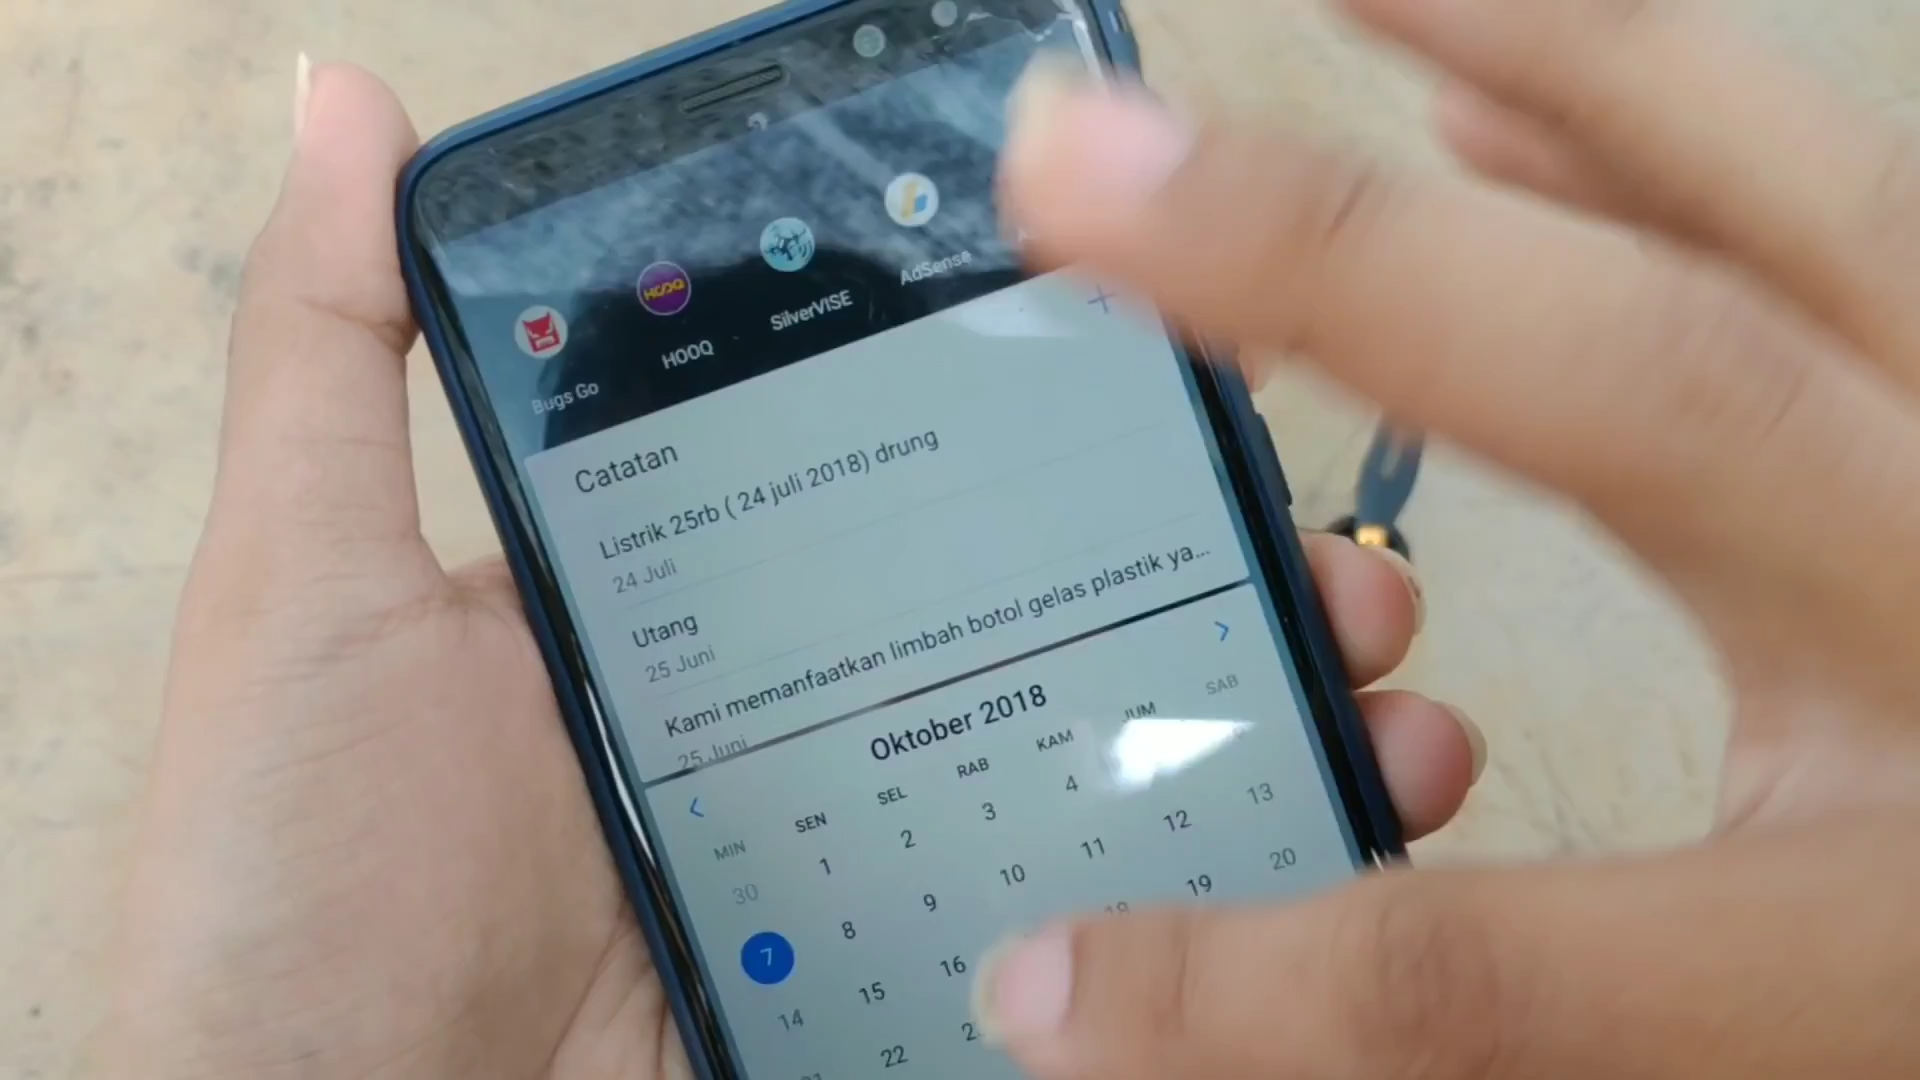 Bugs Go
HOOQ
HOOQ
SilverVISE
AdSense
Catatan
Listrik 25rb ( 24 juli 2018) drung
24 Juli
Utang
25 Juni
Kami memanfaatkan limbah botol gelas plastik ya...
25 Juni
Oktober 2018
MIN SEN SEL RAB KAM JUM SAB
30 1 2 3 4
7 8 9 10 11 12 13
14 15 16 18 19 20
22